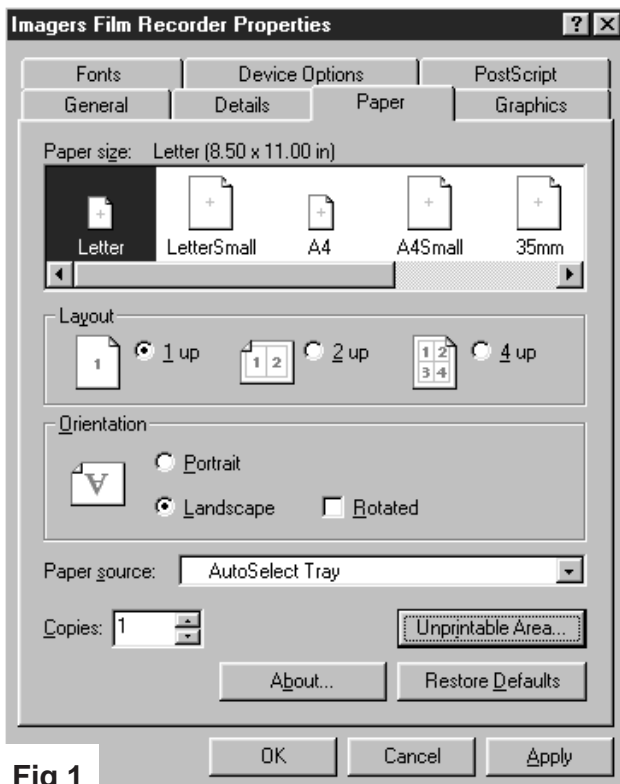 Imagers Film Recorder Properties ? X
Fonts Device Options PostScript
General Details Paper Graphics
Paper size: Letter (8.50 x 11.00 in)
Letter LetterSmall A4 A4Small 35mm
Layout
1 1 up 1 2 2 up 1 2 3 4 4 up
Orientation
A Portrait
Landscape Rotated
Paper source: AutoSelect Tray
Copies: 1 Unprintable Area...
About... Restore Defaults
OK Cancel Apply
Fig 1